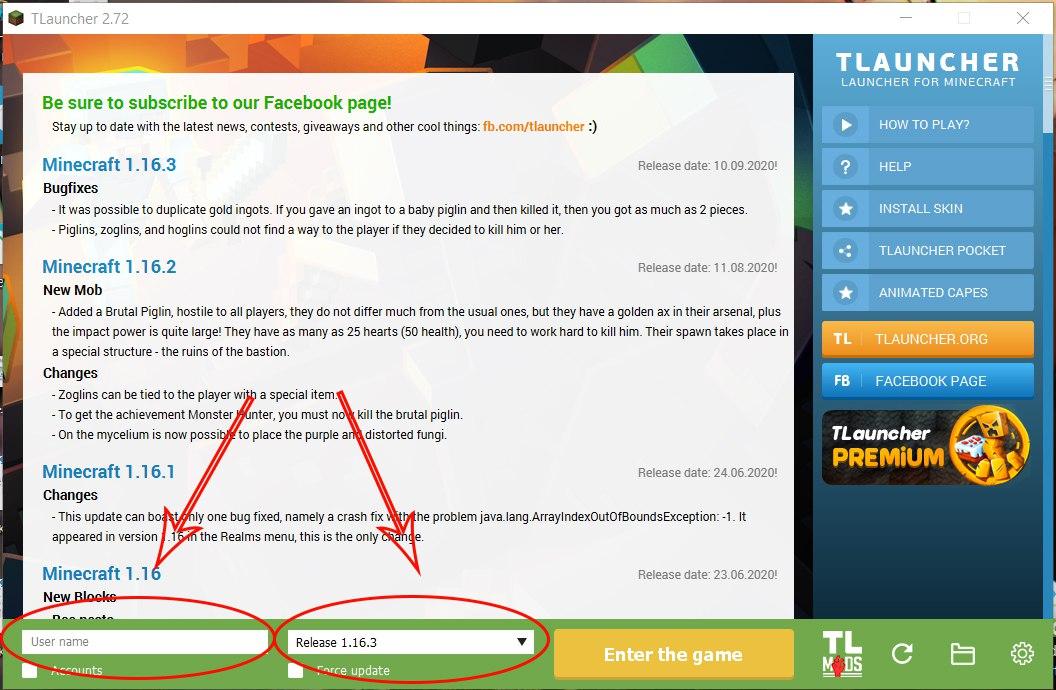 TLauncher 2.72
Be sure to subscribe to our Facebook page!
Stay up to date with the latest news, contests, giveaways and other cool things: fb.com/tlauncher :)
Minecraft 1.16.3
Release date: 10.09.2020!
Bugfixes
- It was possible to duplicate gold ingots. If you gave an ingot to a baby piglin and then killed it, then you got as much as 2 pieces.
- Piglins, zoglins, and hoglins could not find a way to the player if they decided to kill him or her.
Minecraft 1.16.2
Release date: 11.08.2020!
New Mob
- Added a Brutal Piglin, hostile to all players, they do not differ much from the usual ones, but they have a golden ax in their arsenal, plus
the impact power is quite large! They have as many as 25 hearts (50 health), you need to work hard to kill him. Their spawn takes place in
a special structure - the ruins of the bastion.
Changes
- Zoglins can be tied to the player with a special item.
- To get the achievement Monster Hunter, you must now kill the brutal piglin.
- On the mycelium is now possible to place the purple and distorted fungi.
Minecraft 1.16.1
Release date: 24.06.2020!
Changes
- This update can boast only one bug fixed, namely a crash fix with the problem java.lang.ArrayIndexOutOfBoundsException: -1. It
appeared in version 1.16 in the Realms menu, this is the only change.
Minecraft 1.16
Release date: 23.06.2020!
New Blocks
User name
Accounts
Release 1.16.3
Force update
Enter the game
TLAUNCHER
LAUNCHER FOR MINECRAFT
HOW TO PLAY?
HELP
INSTALL SKIN
TLAUNCHER POCKET
ANIMATED CAPES
TL TLAUNCHER.ORG
FB FACEBOOK PAGE
TLauncher
PREMIUM
TL
MODS